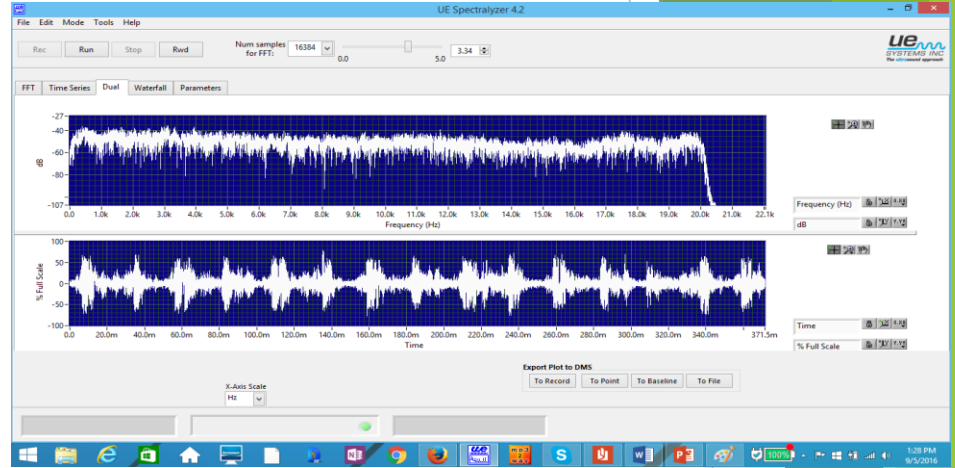 UE Spectralyzer 4.2
File Edit Mode Tools Help
Rec Run Stop Rwd
Num samples for FFT: 16384
0.0 5.0 3.34
ue
SYSTEMS INC
The ultrasound approach
FFT Time Series Dual Waterfall Parameters
-27
-40
-60
-80
-107
dB
0.0 1.0k 2.0k 3.0k 4.0k 5.0k 6.0k 7.0k 8.0k 9.0k 10.0k 11.0k 12.0k 13.0k 14.0k 15.0k 16.0k 17.0k 18.0k 19.0k 20.0k 21.0k 22.1k
Frequency (Hz)
Frequency (Hz)
dB
100
50
0
-50
-100
% Full Scale
0.0 20.0m 40.0m 60.0m 80.0m 100.0m 120.0m 140.0m 160.0m 180.0m 200.0m 220.0m 240.0m 260.0m 280.0m 300.0m 320.0m 340.0m 371.5m
Time
Time
% Full Scale
Export Plot to DMS
To Record To Point To Baseline To File
X-Axis Scale
Hz
100%
1:28 PM
9/5/2016